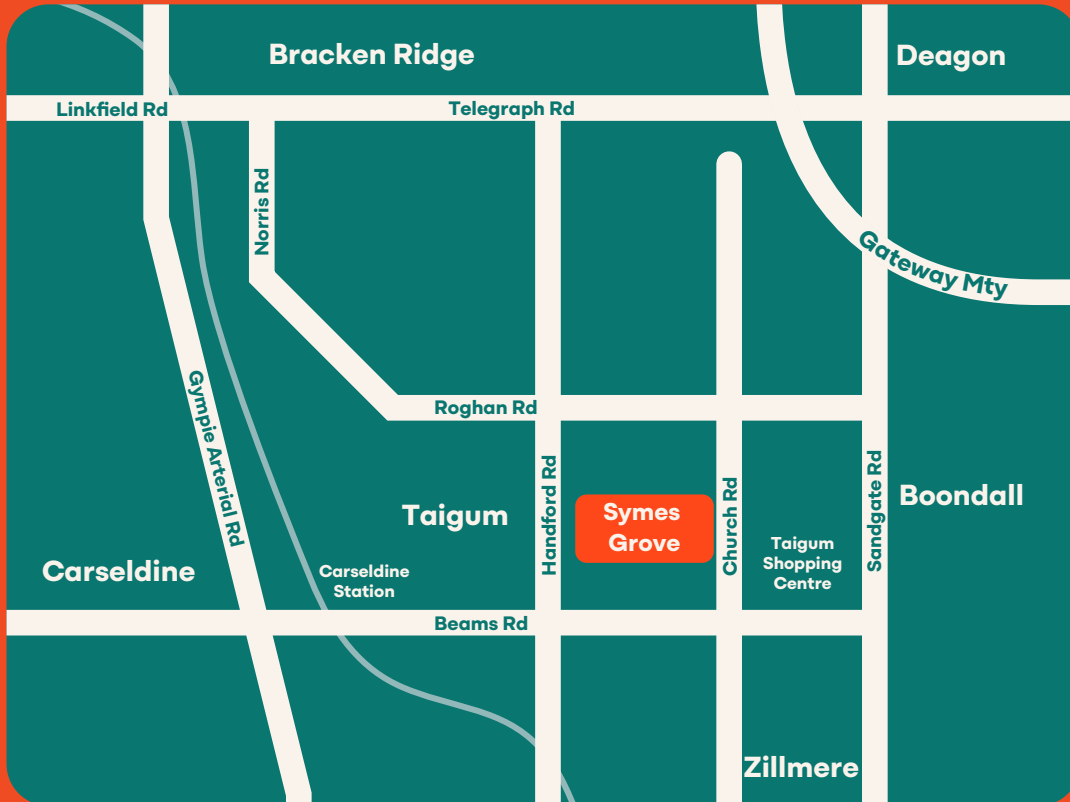 Bracken Ridge
Deagon
Linkfield Rd
Telegraph Rd
Norris Rd
Gateway Mty
Gympie Arterial Rd
Roghan Rd
Handford Rd
Church Rd
Sandgate Rd
Boondall
Taigum
Symes
Grove
Taigum
Shopping
Centre
Carseldine
Carseldine
Station
Beams Rd
Zillmere